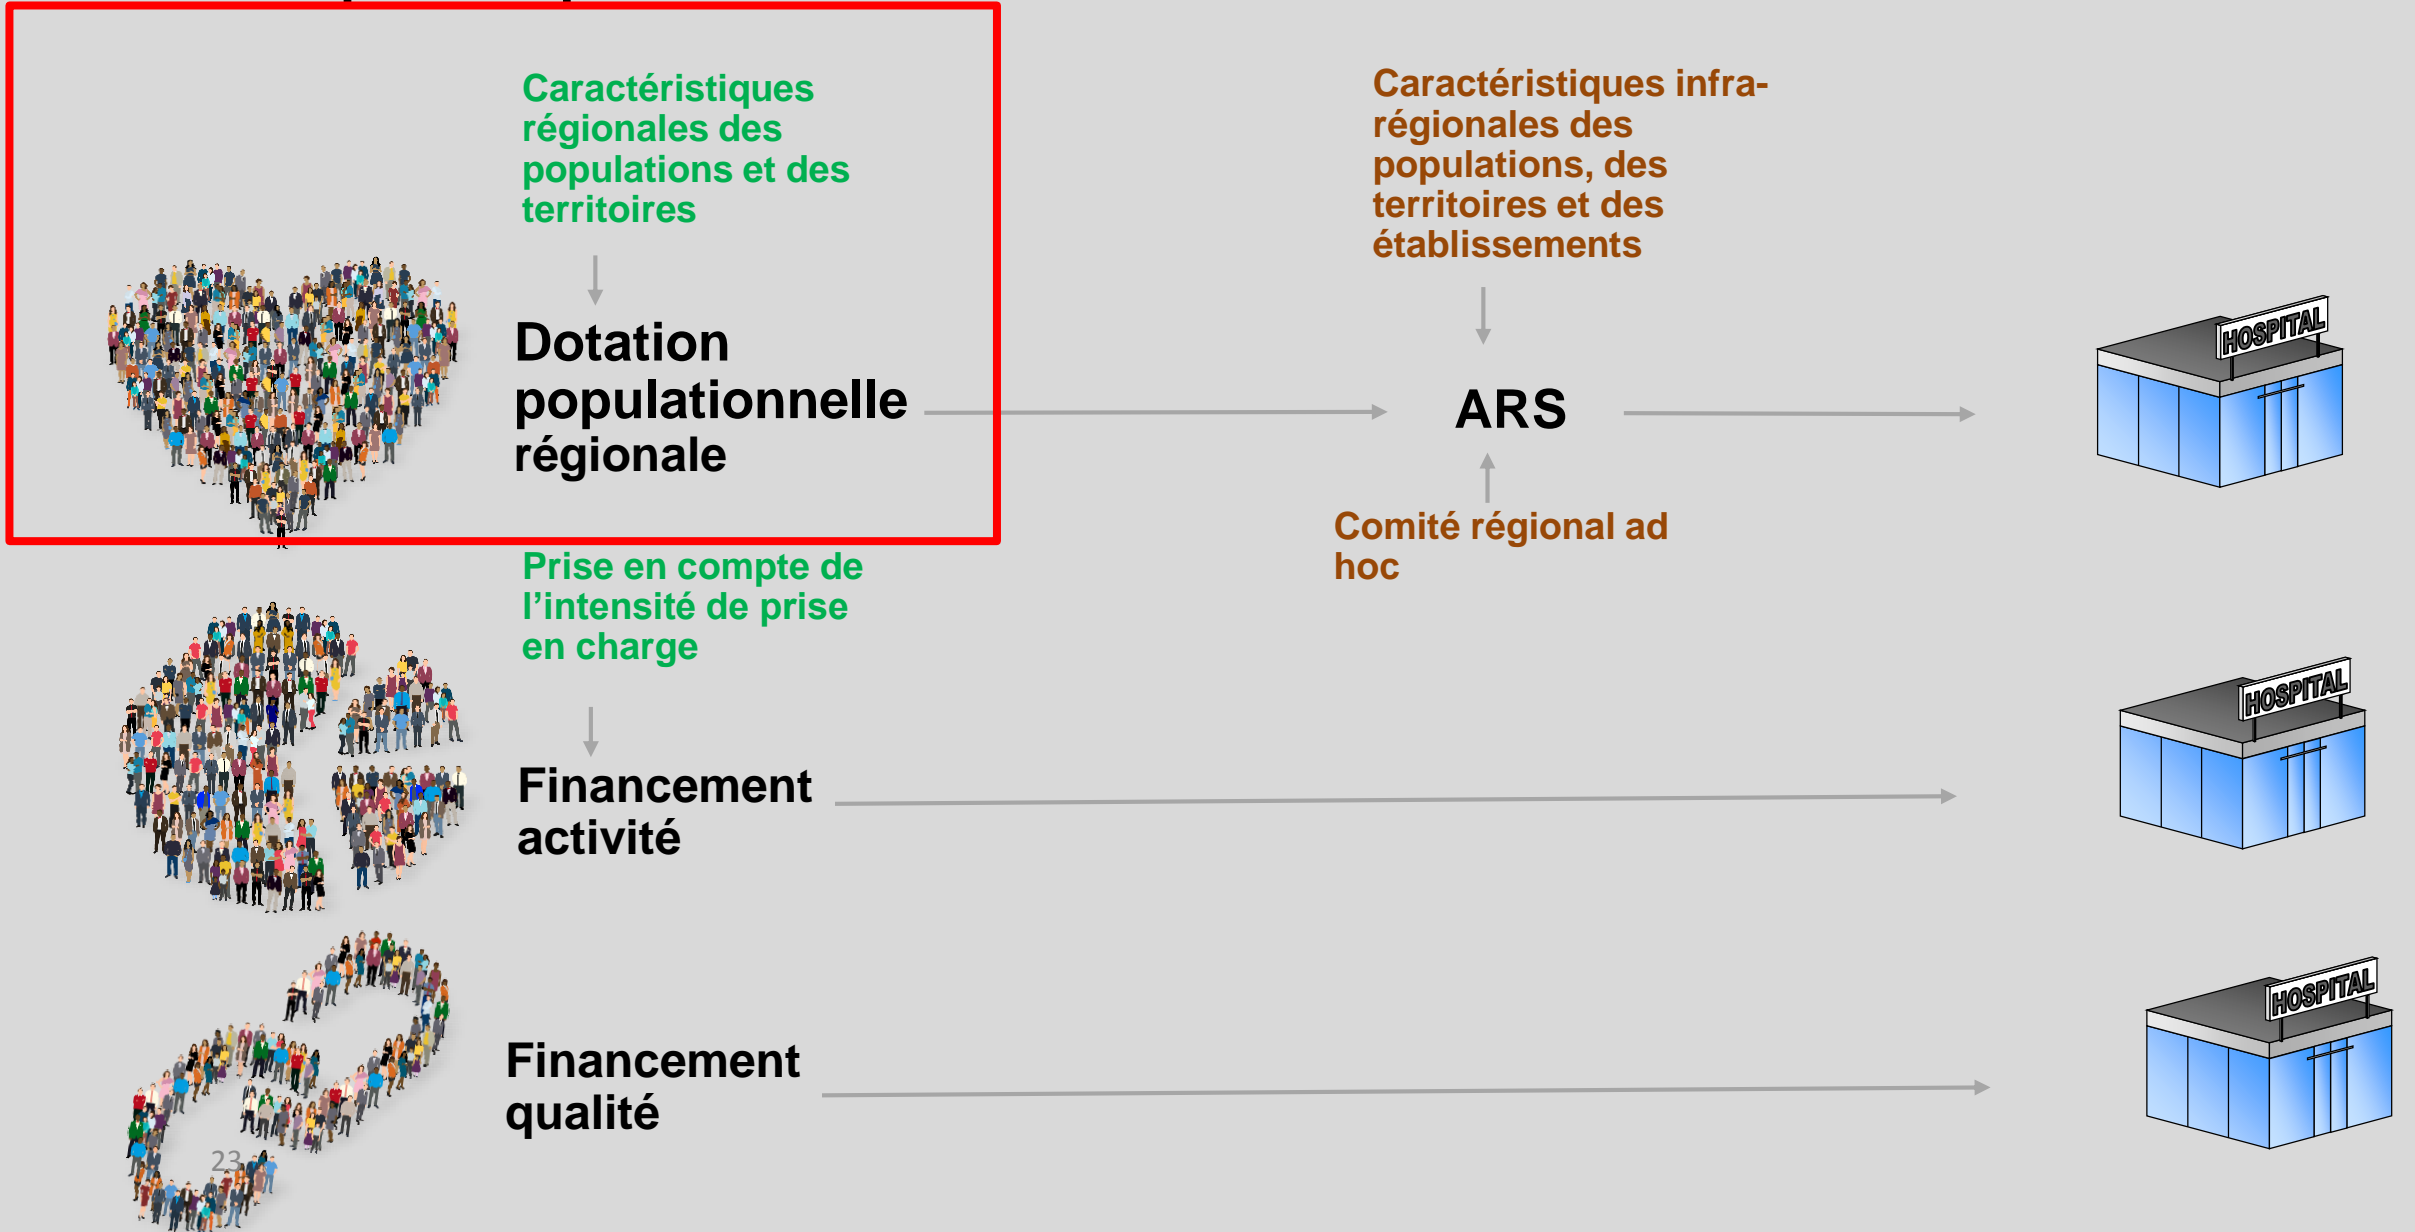 Caractéristiques
régionales des
populations et des
territoires
Dotation
populationnelle
régionale
Caractéristiques infra-
régionales des
populations, des
territoires et des
établissements
ARS
Comité régional ad
hoc
HOSPITAL
Prise en compte de
l’intensité de prise
en charge
Financement
activité
HOSPITAL
Financement
qualité
HOSPITAL
23